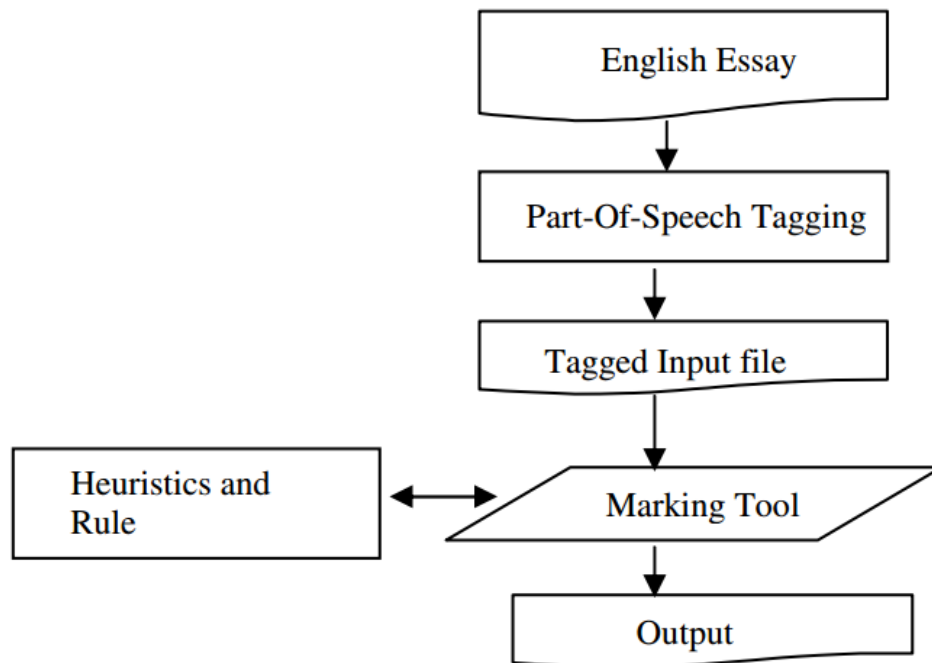 English Essay
Part-Of-Speech Tagging
Tagged Input file
Heuristics and
Rule
Marking Tool
Output